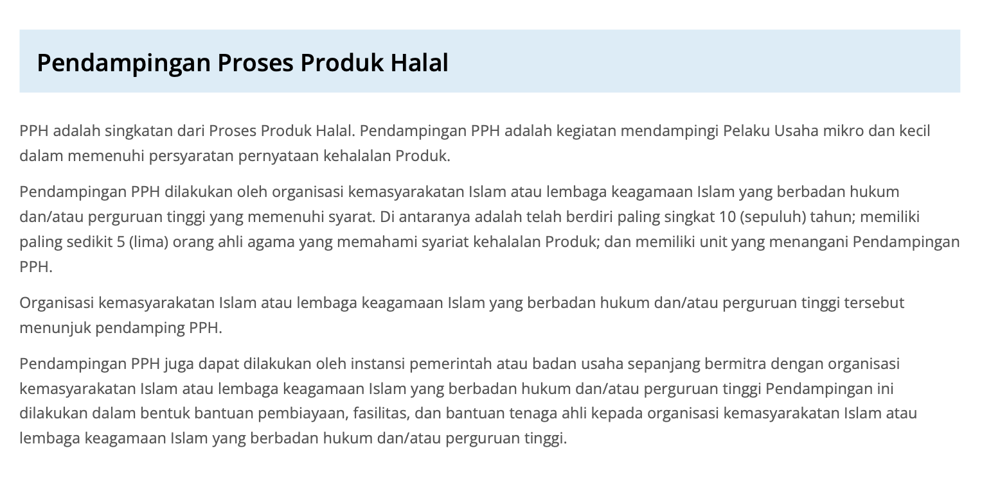 Pendampingan Proses Produk Halal
PPH adalah singkatan dari Proses Produk Halal. Pendampingan PPH adalah kegiatan mendampingi Pelaku Usaha mikro dan kecil
dalam memenuhi persyaratan pernyataan kehalalan Produk.
Pendampingan PPH dilakukan oleh organisasi kemasyarakatan Islam atau lembaga keagamaan Islam yang berbadan hukum
dan/atau perguruan tinggi yang memenuhi syarat. Di antaranya adalah telah berdiri paling singkat 10 (sepuluh) tahun; memiliki
paling sedikit 5 (lima) orang ahli agama yang memahami syariat kehalalan Produk; dan memiliki unit yang menangani Pendampingan
PPH.
Organisasi kemasyarakatan Islam atau lembaga keagamaan Islam yang berbadan hukum dan/atau perguruan tinggi tersebut
menunjuk pendamping PPH.
Pendampingan PPH juga dapat dilakukan oleh instansi pemerintah atau badan usaha sepanjang bermitra dengan organisasi
kemasyarakatan Islam atau lembaga keagamaan Islam yang berbadan hukum dan/atau perguruan tinggi Pendampingan ini
dilakukan dalam bentuk bantuan pembiayaan, fasilitas, dan bantuan tenaga ahli kepada organisasi kemasyarakatan Islam atau
lembaga keagamaan Islam yang berbadan hukum dan/atau perguruan tinggi.